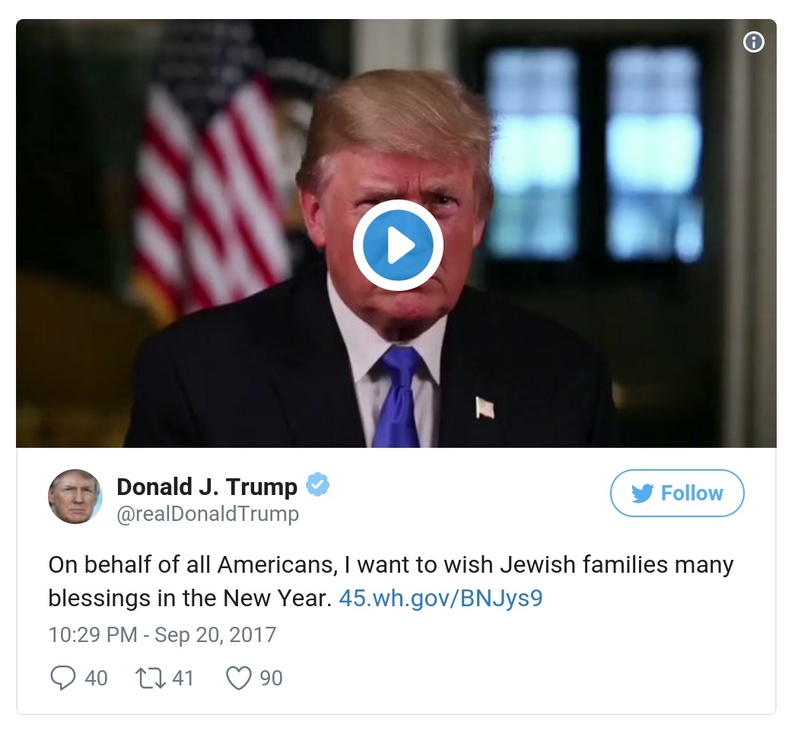 Donald J. Trump
Follow
@realDonaldTrump
On behalf of all Americans, I want to wish Jewish families many
blessings in the New Year. 45.wh.gov/BNJys9
10:29 PM - Sep 20, 2017
40 41 90